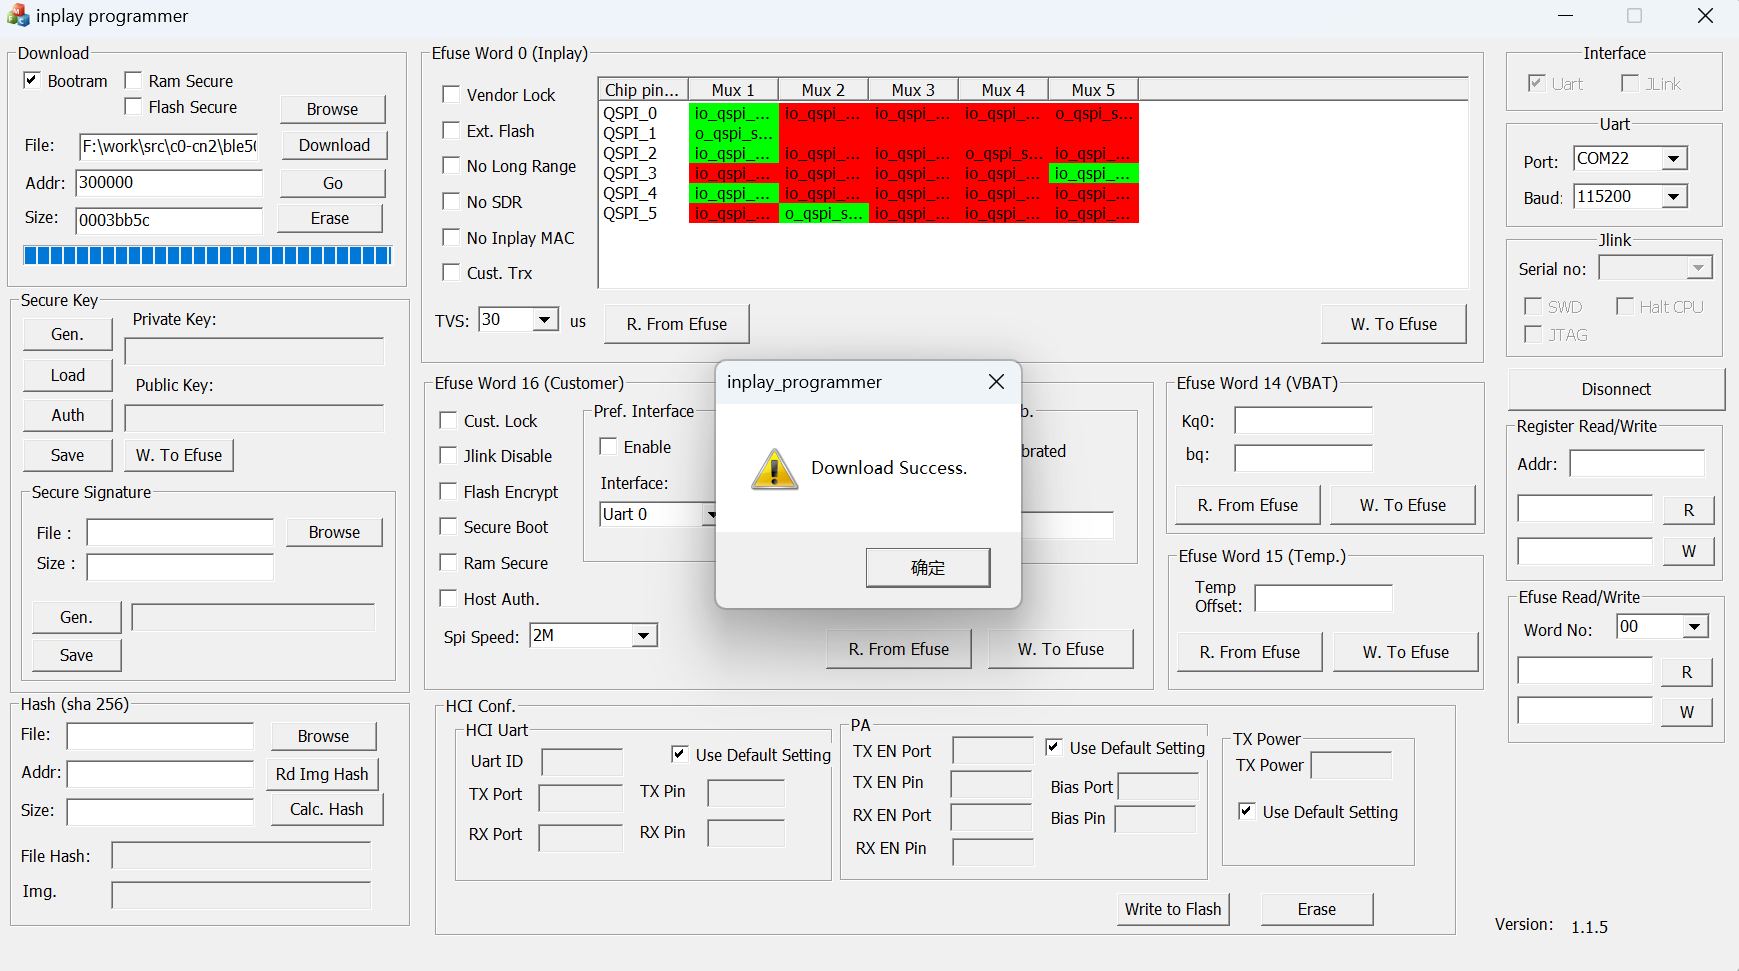 inplay programmer
Download
Bootram
Ram Secure
Flash Secure
Browse
File:
F:\work\src\c0-cn2\ble5
Download
Addr:
300000
Go
Size:
0003bb5c
Erase
Secure Key
Gen.
Private Key:
Load
Public Key:
Auth
Save
W. To Efuse
Secure Signature
File :
Browse
Size :
Gen.
Save
Hash (sha 256)
File:
Browse
Addr:
Rd Img Hash
Size:
Calc. Hash
File Hash:
Img.
Efuse Word 0 (Inplay)
Vendor Lock
Ext. Flash
No Long Range
No SDR
No Inplay MAC
Cust. Trx
Chip pin... Mux 1 Mux 2 Mux 3 Mux 4 Mux 5
QSPI_0 io_qspi_... io_qspi_... io_qspi_... io_qspi_... o_qspi_s...
QSPI_1 o_qspi_s...
QSPI_2 io_qspi_... io_qspi_... io_qspi_... o_qspi_s... io_qspi_...
QSPI_3 io_qspi_... io_qspi_... io_qspi_... io_qspi_... io_qspi_...
QSPI_4 io_qspi_... io_qspi_... io_qspi_... io_qspi_... io_qspi_...
QSPI_5 io_qspi_... o_qspi_s... io_qspi_... io_qspi_... io_qspi_...
TVS: 30 us
R. From Efuse
W. To Efuse
Efuse Word 16 (Customer)
Cust. Lock
Jlink Disable
Flash Encrypt
Secure Boot
Ram Secure
Host Auth.
Spi Speed: 2M
Pref. Interface
Enable
Interface:
Uart 0
b.
brated
R. From Efuse
W. To Efuse
inplay_programmer
Download Success.
确定
Efuse Word 14 (VBAT)
Kq0:
bq:
R. From Efuse
W. To Efuse
Efuse Word 15 (Temp.)
Temp
Offset:
R. From Efuse
W. To Efuse
HCI Conf.
HCI Uart
Uart ID
Use Default Setting
TX Port
TX Pin
RX Port
RX Pin
PA
TX EN Port
Use Default Setting
TX EN Pin
Bias Port
RX EN Port
Bias Pin
RX EN Pin
TX Power
TX Power
Use Default Setting
Write to Flash
Erase
Interface
Uart
JLink
Uart
Port: COM22
Baud: 115200
Jlink
Serial no:
SWD
Halt CPU
JTAG
Disonnect
Register Read/Write
Addr:
R
W
Efuse Read/Write
Word No: 00
R
W
Version: 1.1.5